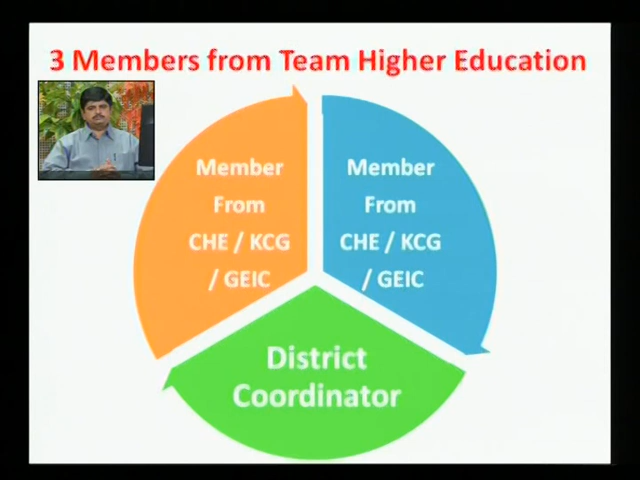 3 Members from Team Higher Education
Member
From
CHE / KCG
/ GEIC
Member
From
CHE / KCG
/ GEIC
District
Coordinator